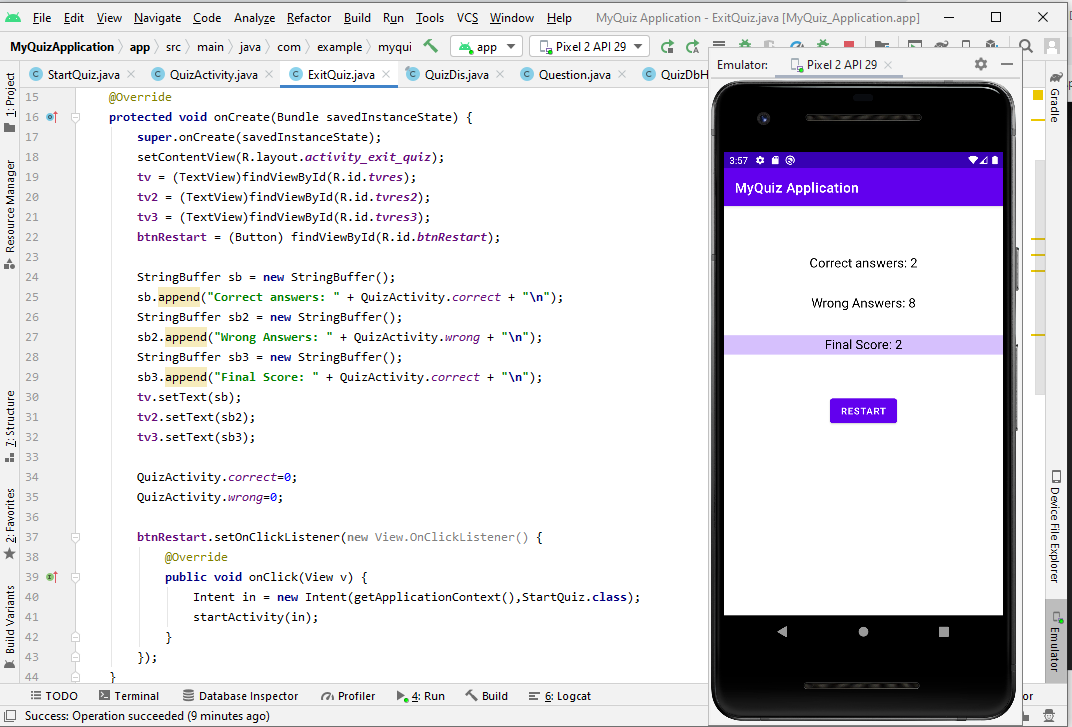 File Edit View Navigate Code Analyze Refactor Build Run Tools VCS Window Help MyQuiz Application - ExitQuiz.java [MyQuiz_Application.app]
MyQuizApplication app src main java com example myqui app Pixel 2 API 29
StartQuiz.java QuizActivity.java ExitQuiz.java QuizDis.java Question.java QuizDbH
15 @Override
16 protected void onCreate(Bundle savedInstanceState) {
17 super.onCreate(savedInstanceState);
18 setContentView(R.layout.activity_exit_quiz);
19 tv = (TextView)findViewById(R.id.tvres);
20 tv2 = (TextView)findViewById(R.id.tvres2);
21 tv3 = (TextView)findViewById(R.id.tvres3);
22 btnRestart = (Button) findViewById(R.id.btnRestart);
23
24 StringBuffer sb = new StringBuffer();
25 sb.append("Correct answers: " + QuizActivity.correct + "\n");
26 StringBuffer sb2 = new StringBuffer();
27 sb2.append("Wrong Answers: " + QuizActivity.wrong + "\n");
28 StringBuffer sb3 = new StringBuffer();
29 sb3.append("Final Score: " + QuizActivity.correct + "\n");
30 tv.setText(sb);
31 tv2.setText(sb2);
32 tv3.setText(sb3);
33
34 QuizActivity.correct=0;
35 QuizActivity.wrong=0;
36
37 btnRestart.setOnClickListener(new View.OnClickListener() {
38 @Override
39 public void onClick(View v) {
40 Intent in = new Intent(getApplicationContext(),StartQuiz.class);
41 startActivity(in);
42 }
43 });
44 }
1: Project
Resource Manager
7: Structure
2: Favorites
Build Variants
Emulator: Pixel 2 API 29
3:57
MyQuiz Application
Correct answers: 2
Wrong Answers: 8
Final Score: 2
RESTART
Gradle
Device File Explorer
Emulator
TODO Terminal Database Inspector Profiler 4: Run Build 6: Logcat or
Success: Operation succeeded (9 minutes ago)